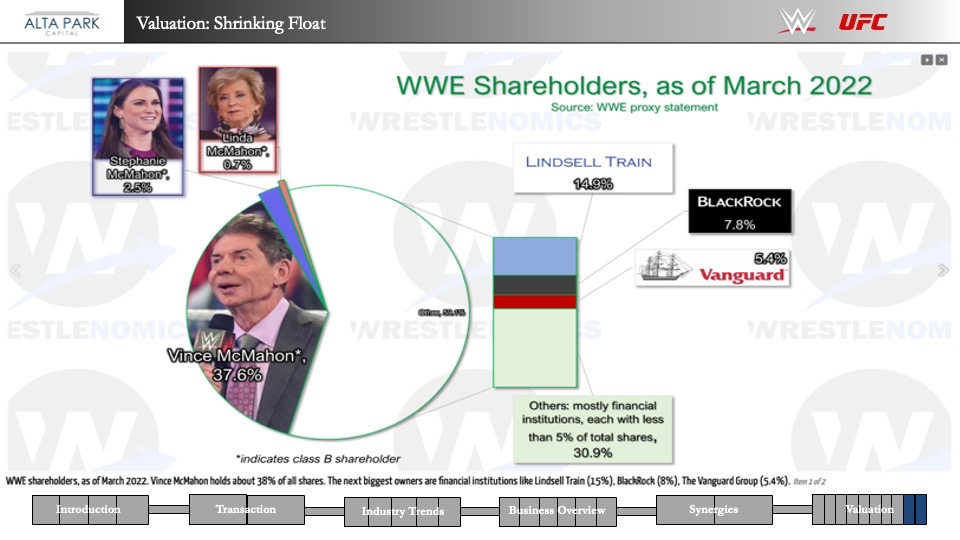 ALTA PARK
CAPITAL
Valuation: Shrinking Float
W
UFC
WWE Shareholders, as of March 2022
Source: WWE proxy statement
ESTLENOMICS
WRESTLENOMICS
WRESTLENOM
Stephanie
McMahon*,
2.5%
Linda
McMahon*,
0.7%
LINDSELL TRAIN
14.9%
BLACKROCK
7.8%
5.4%
Vanguard
Vince McMahon*,
37.6%
Others: mostly financial
institutions, each with less
than 5% of total shares,
30.9%
*indicates class B shareholder
WWE shareholders, as of March 2022. Vince McMahon holds about 38% of all shares. The next biggest owners are financial institutions like Lindsell Train (15%), BlackRock (8%), The Vanguard Group (5.4%). Item 1 of 2
Introduction
Transaction
Industry Trends
Business Overview
Synergies
Valuation